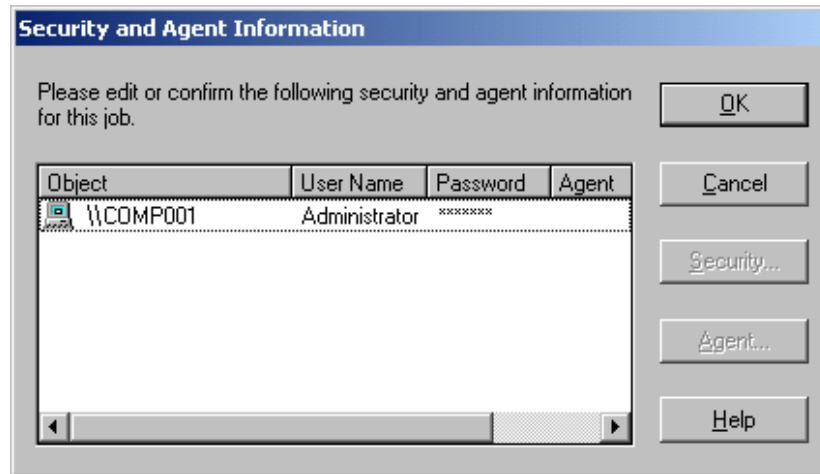 Security and Agent Information
Please edit or confirm the following security and agent information
for this job.
OK
Object User Name Password Agent
\\COMP001 Administrator *******
Cancel
Security...
Agent...
Help